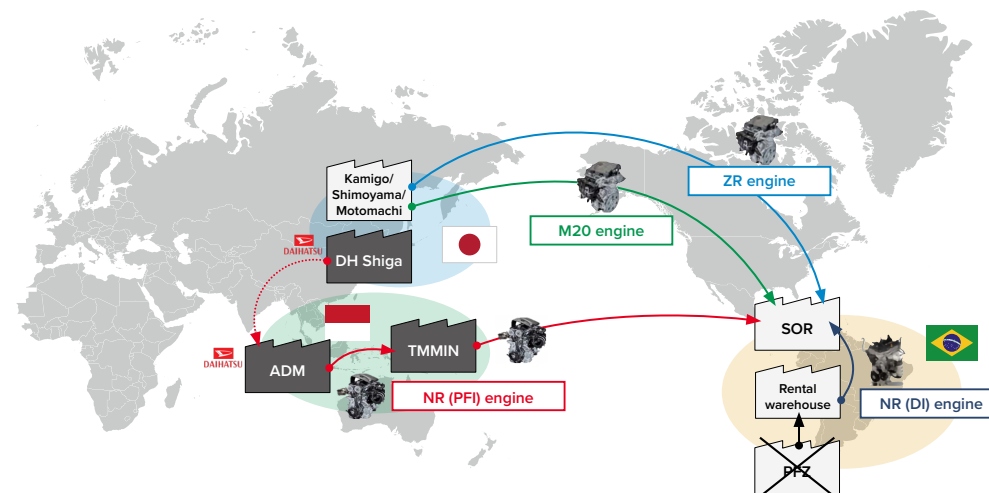 Kamigo/
Shimoyama/
Motomachi
ZR engine
M20 engine
DAIHATSU
DH Shiga
SOR
TMMIN
DAIHATSU
ADM
NR (PFI) engine
Rental
warehouse
NR (DI) engine
PFZ